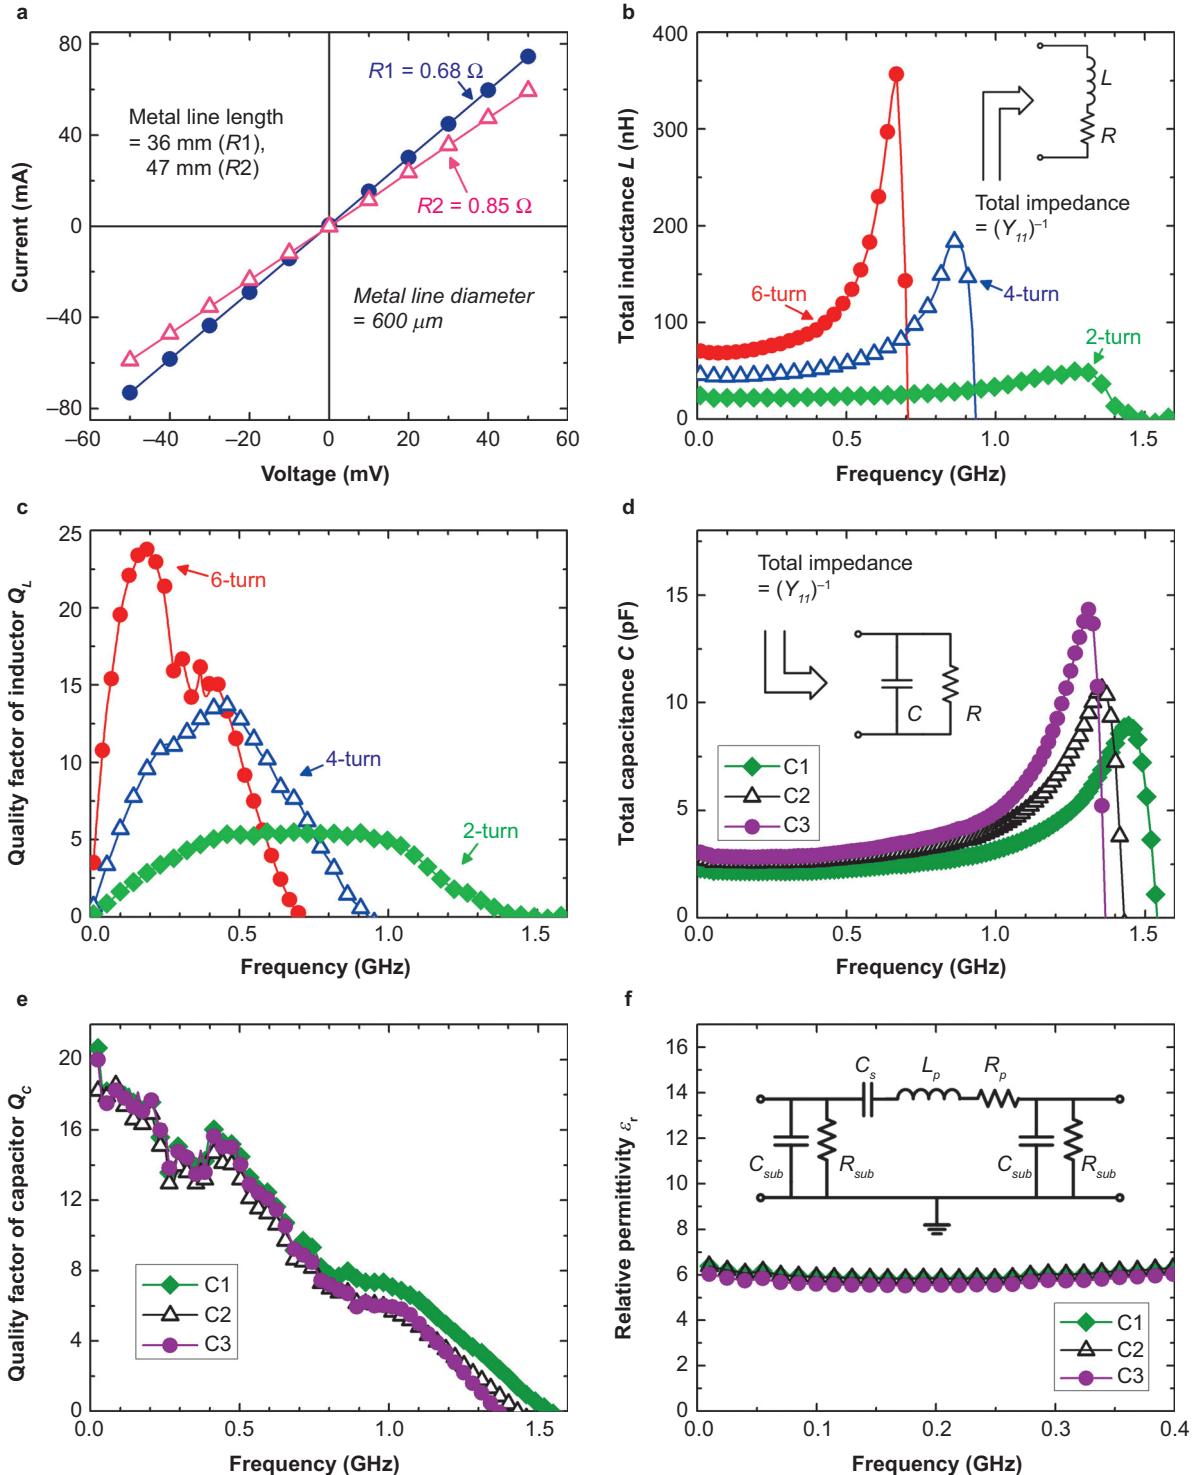 a
80
40
0
–40
–80
–60
–40
–20
0
20
40
60
Current (mA)
Voltage (mV)
R1 = 0.68 Ω
Metal line length
= 36 mm (R1),
47 mm (R2)
R2 = 0.85 Ω
Metal line diameter
= 600 μm
b
400
300
200
100
0
0.0
0.5
1.0
1.5
Total inductance L (nH)
Frequency (GHz)
L
R
Total impedance
= (Y11)–1
6-turn
4-turn
2-turn
c
25
20
15
10
5
0
0.0
0.5
1.0
1.5
Quality factor of inductor QL
Frequency (GHz)
6-turn
4-turn
2-turn
d
15
10
5
0
0.0
0.5
1.0
1.5
Total capacitance C (pF)
Frequency (GHz)
Total impedance
= (Y11)–1
C
R
C1
C2
C3
e
20
16
12
8
4
0
0.0
0.5
1.0
1.5
Quality factor of capacitor QC
Frequency (GHz)
C1
C2
C3
f
16
14
12
10
8
6
4
2
0
0.0
0.1
0.2
0.3
0.4
Relative permittivity εr
Frequency (GHz)
Cs
Lp
Rp
Csub
Rsub
Csub
Rsub
C1
C2
C3